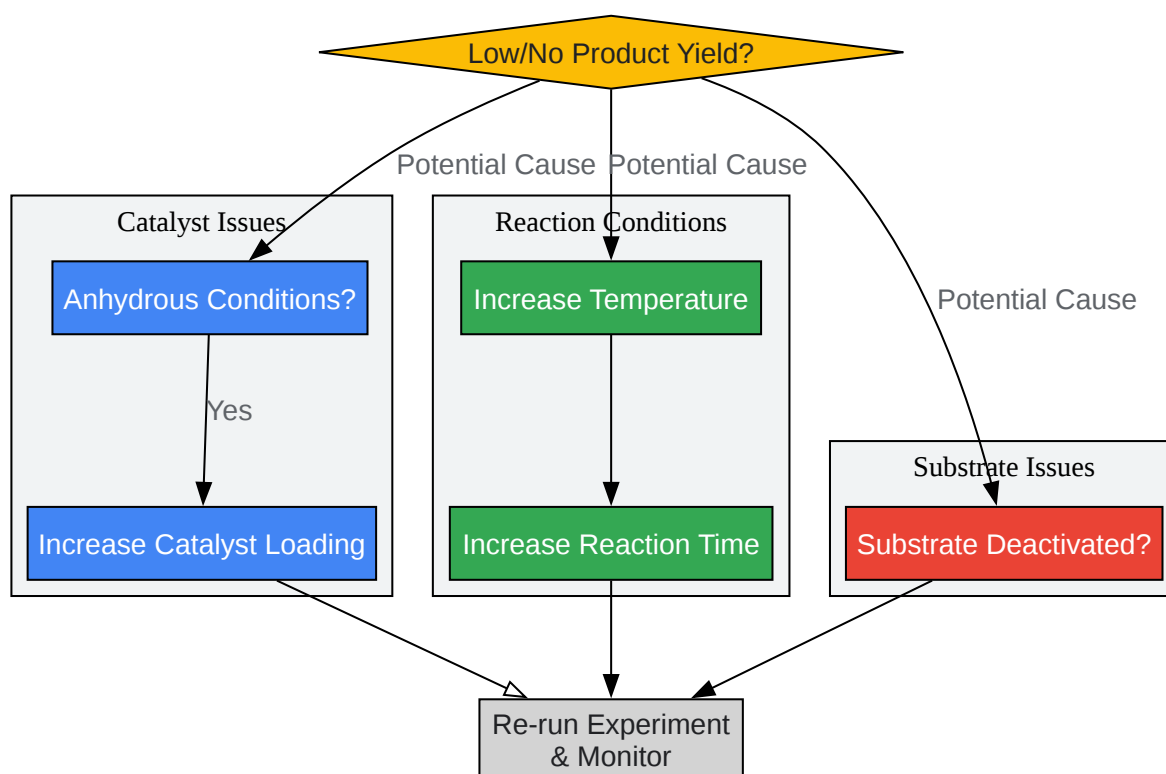 Low/No Product Yield?
Potential Cause
Potential Cause
Potential Cause
Catalyst Issues
Anhydrous Conditions?
Yes
Increase Catalyst Loading
Reaction Conditions
Increase Temperature
Increase Reaction Time
Substrate Issues
Substrate Deactivated?
Re-run Experiment
& Monitor